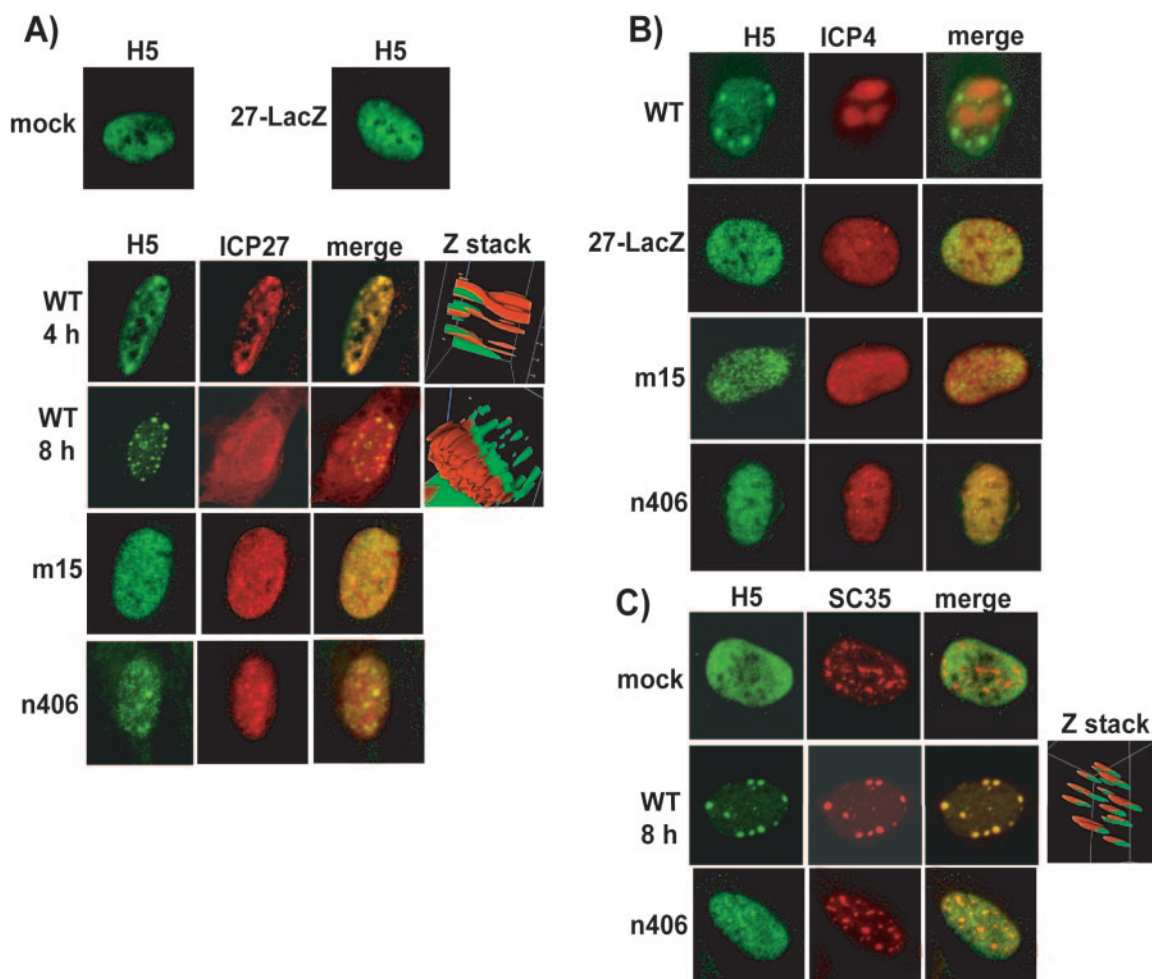 A)
H5
H5
mock
27-LacZ
H5 ICP27 merge Z stack
WT
4 h
WT
8 h
m15
n406
B)
H5 ICP4 merge
WT
27-LacZ
m15
n406
C)
H5 SC35 merge
mock
Z stack
WT
8 h
n406